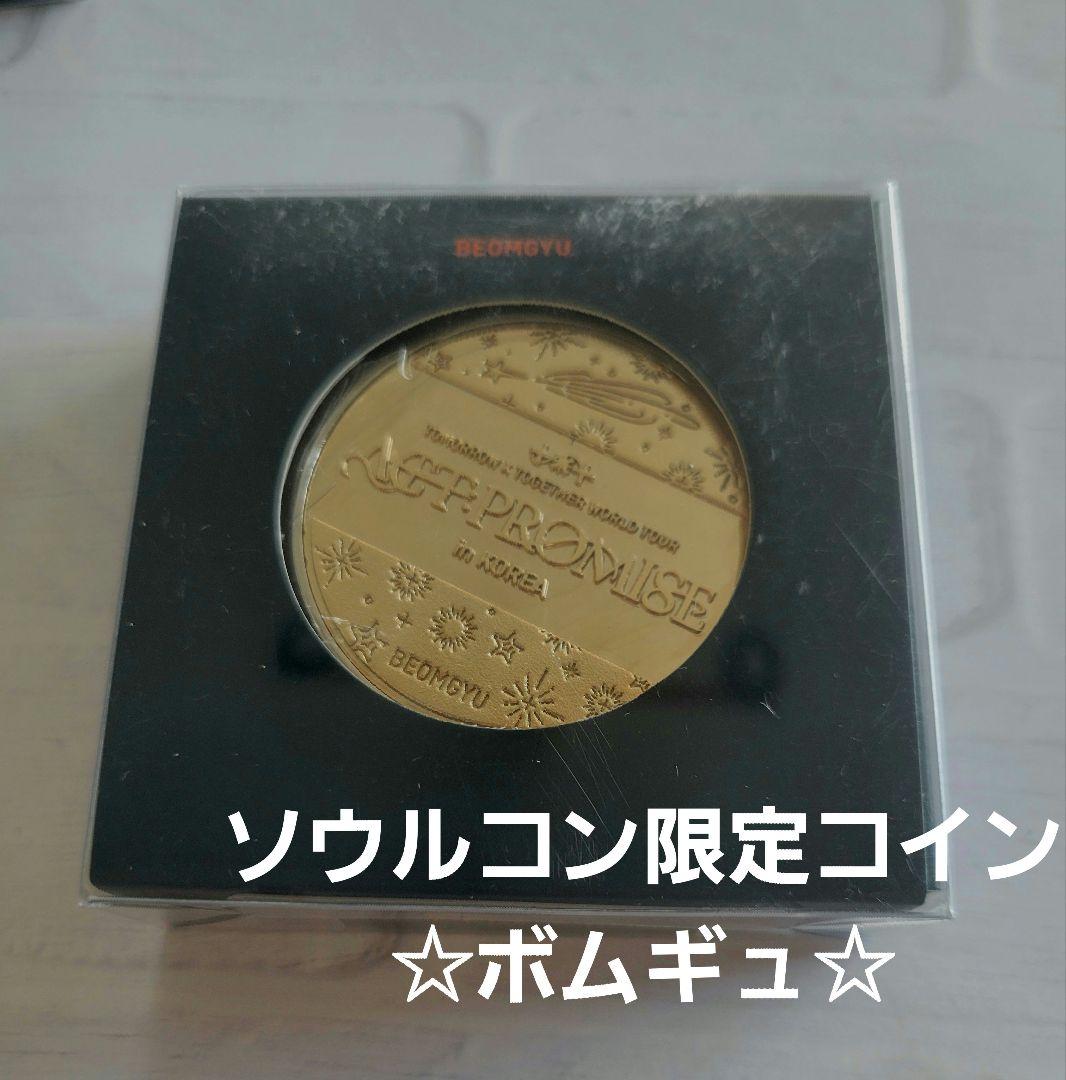 BEOMGYU
TOMORROW X TOGETHER WORLD TOUR
ACT : PROMISE
in KOREA
BEOMGYU
ソウルコン限定コイン
☆ボムギュ☆